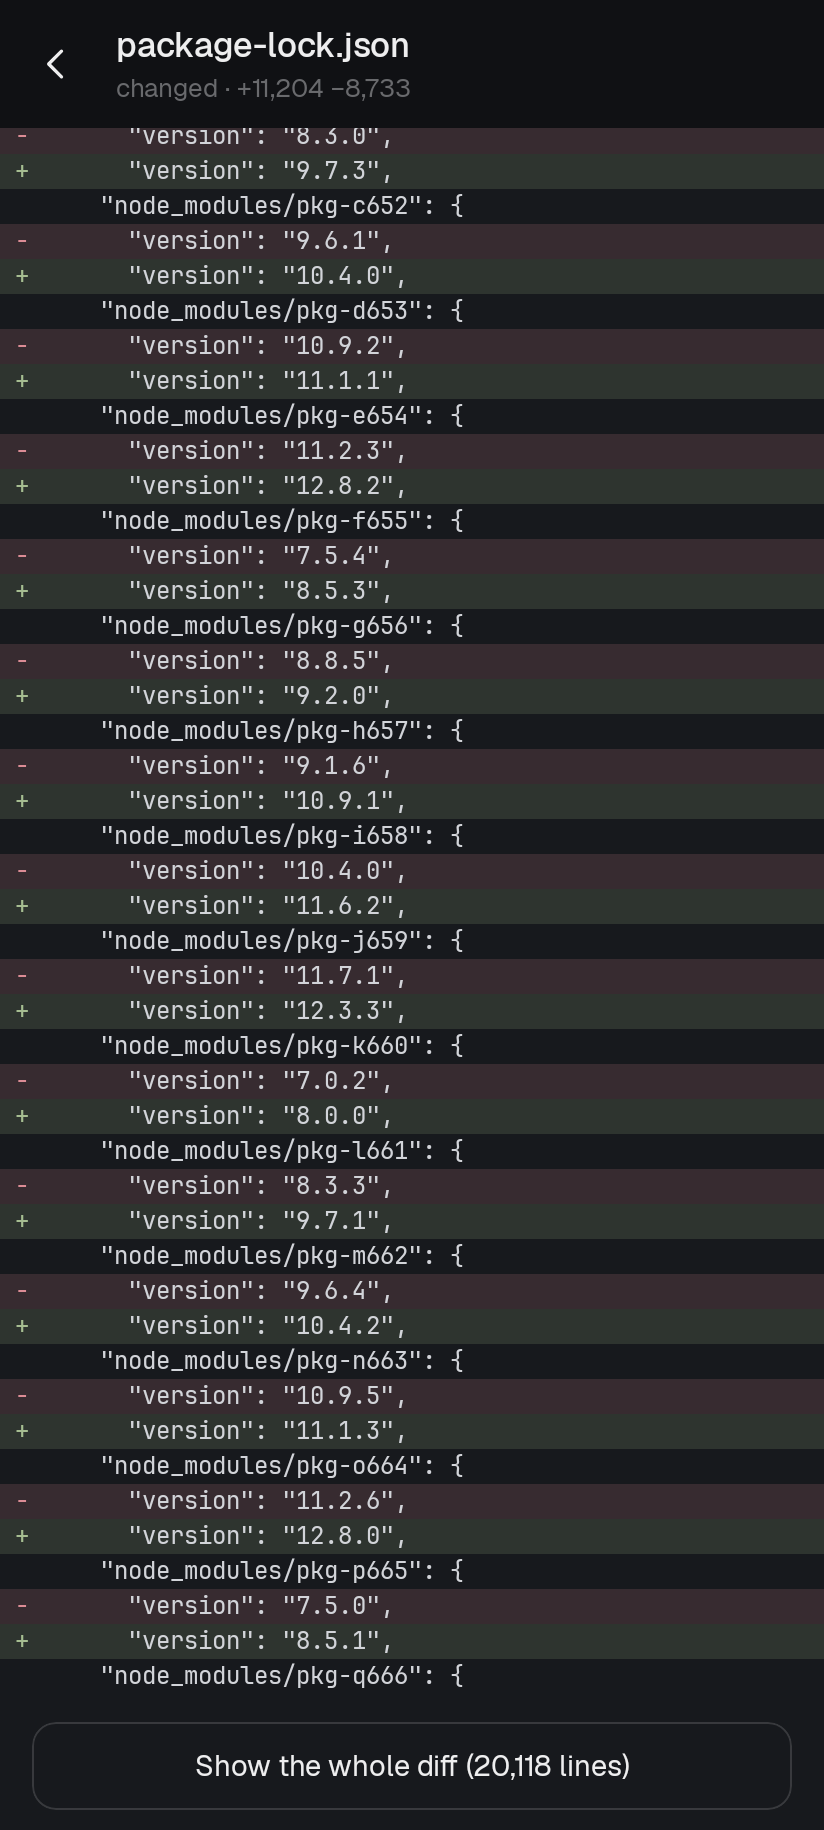 package-lock.json
changed · +11,204 −8,733
- "version": "8.3.0",
+ "version": "9.7.3",
"node_modules/pkg-c652": {
- "version": "9.6.1",
+ "version": "10.4.0",
"node_modules/pkg-d653": {
- "version": "10.9.2",
+ "version": "11.1.1",
"node_modules/pkg-e654": {
- "version": "11.2.3",
+ "version": "12.8.2",
"node_modules/pkg-f655": {
- "version": "7.5.4",
+ "version": "8.5.3",
"node_modules/pkg-g656": {
- "version": "8.8.5",
+ "version": "9.2.0",
"node_modules/pkg-h657": {
- "version": "9.1.6",
+ "version": "10.9.1",
"node_modules/pkg-i658": {
- "version": "10.4.0",
+ "version": "11.6.2",
"node_modules/pkg-j659": {
- "version": "11.7.1",
+ "version": "12.3.3",
"node_modules/pkg-k660": {
- "version": "7.0.2",
+ "version": "8.0.0",
"node_modules/pkg-l661": {
- "version": "8.3.3",
+ "version": "9.7.1",
"node_modules/pkg-m662": {
- "version": "9.6.4",
+ "version": "10.4.2",
"node_modules/pkg-n663": {
- "version": "10.9.5",
+ "version": "11.1.3",
"node_modules/pkg-o664": {
- "version": "11.2.6",
+ "version": "12.8.0",
"node_modules/pkg-p665": {
- "version": "7.5.0",
+ "version": "8.5.1",
"node_modules/pkg-q666": {
Show the whole diff (20,118 lines)